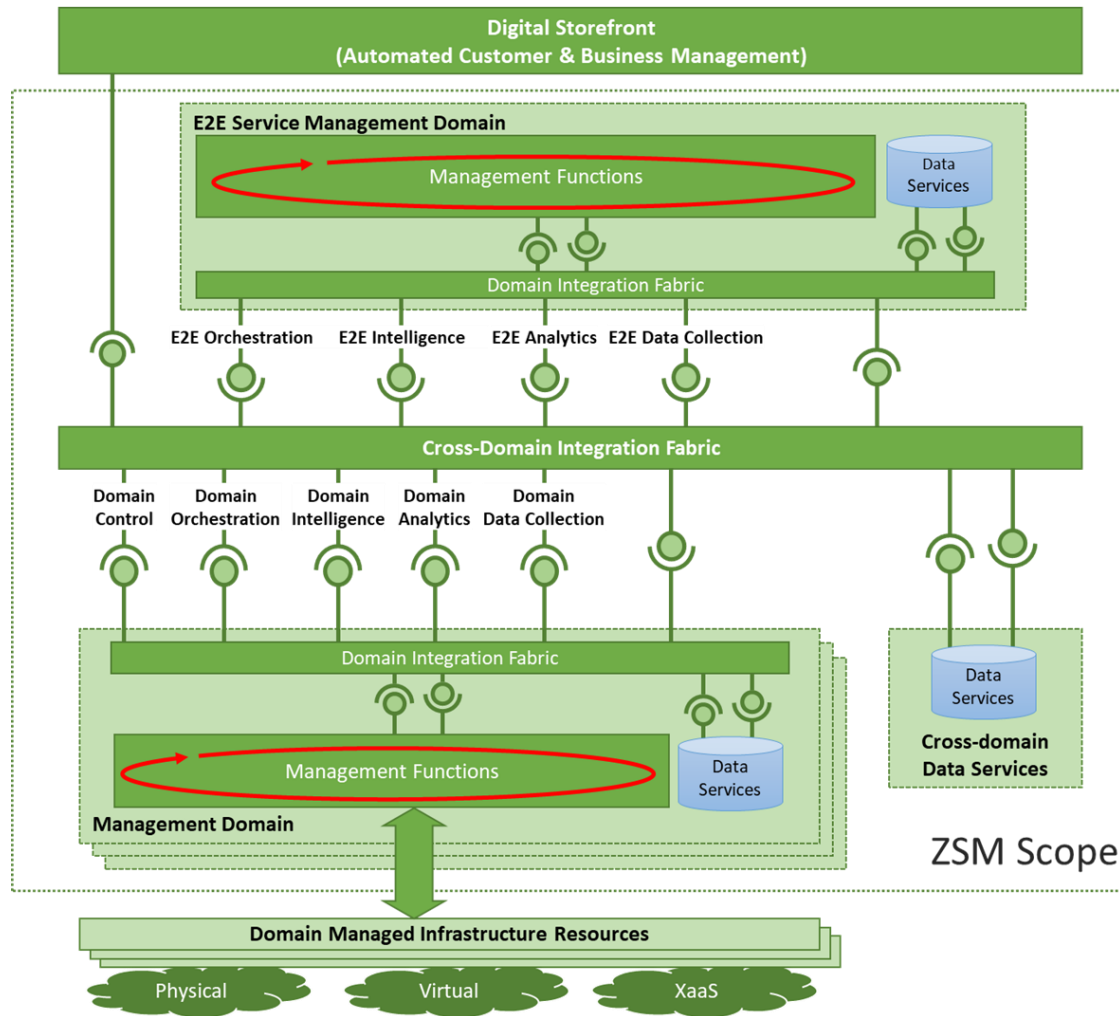 Digital Storefront
(Automated Customer & Business Management)
E2E Service Management Domain
Management Functions
Data
Services
Domain Integration Fabric
E2E Orchestration
E2E Intelligence
E2E Analytics
E2E Data Collection
Cross-Domain Integration Fabric
Domain
Control
Domain
Orchestration
Domain
Intelligence
Domain
Analytics
Domain
Data Collection
Domain Integration Fabric
Management Functions
Data
Services
Management Domain
Data
Services
Cross-domain
Data Services
ZSM Scope
Domain Managed Infrastructure Resources
Physical
Virtual
XaaS